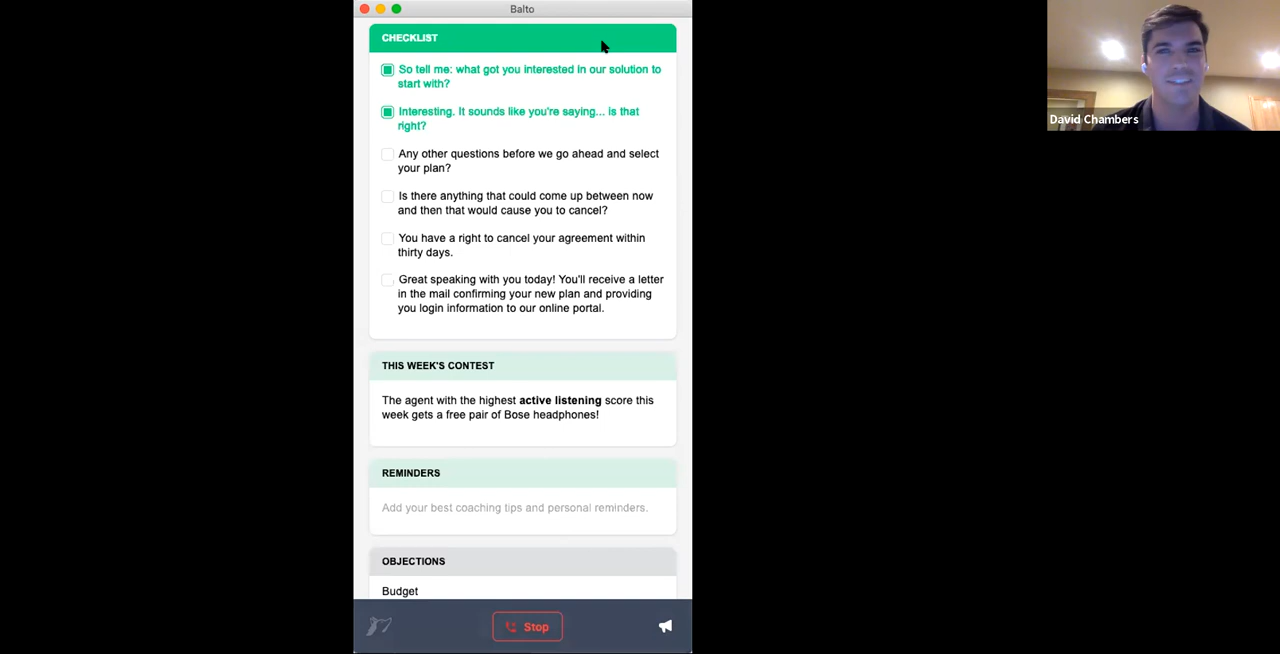 Balto
David Chambers
CHECKLIST
So tell me: what got you interested in our solution to
start with?
Interesting. It sounds like you're saying... is that
right?
Any other questions before we go ahead and select
your plan?
Is there anything that could come up between now
and then that would cause you to cancel?
You have a right to cancel your agreement within
thirty days.
Great speaking with you today! You'll receive a letter
in the mail confirming your new plan and providing
you login information to our online portal.
THIS WEEK'S CONTEST
The agent with the highest active listening score this
week gets a free pair of Bose headphones!
REMINDERS
Add your best coaching tips and personal reminders.
OBJECTIONS
Budget
Stop